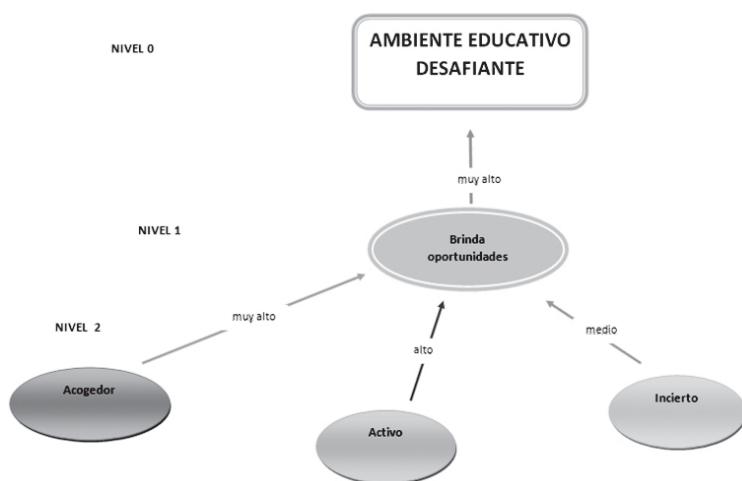 NIVEL 0
AMBIENTE EDUCATIVO
DESAFIANTE
muy alto
NIVEL 1
Brinda
oportunidades
muy alto
NIVEL 2
alto
medio
Acogedor
Activo
Incierto